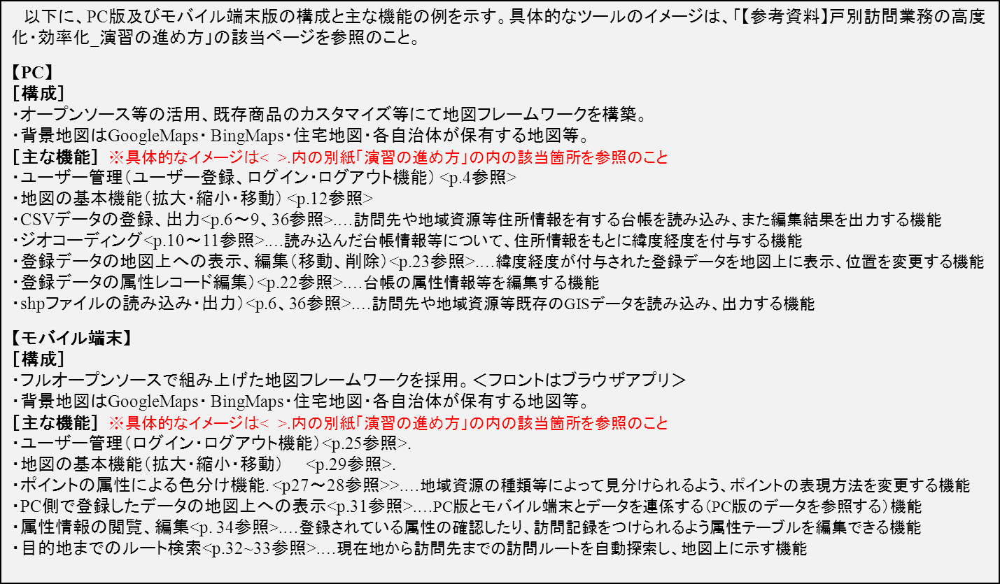 以下に、PC版及びモバイル端末版の構成と主な機能の例を示す。具体的なツールのイメージは、「【参考資料】戸別訪問業務の高度
化・効率化_演習の進め方」の該当ページを参照のこと。
【PC】
[構成]
・オープンソース等の活用、既存商品のカスタマイズ等にて地図フレームワークを構築。
・背景地図はGoogleMaps・ BingMaps・住宅地図・各自治体が保有する地図等。
[主な機能] ※具体的なイメージは< >.内の別紙「演習の進め方」の内の該当箇所を参照のこと
・ユーザー管理（ユーザー登録、ログイン・ログアウト機能） <p.4参照>
・地図の基本機能（拡大・縮小・移動） <p.12参照>
・CSVデータの登録、出力<p.6～9、36参照>.…訪問先や地域資源等住所情報を有する台帳を読み込み、また編集結果を出力する機能
・ジオコーディング<p.10～11参照>.…読み込んだ台帳情報等について、住所情報をもとに緯度経度を付与する機能
・登録データの地図上への表示、編集（移動、削除）<p.23参照>.…緯度経度が付与された登録データを地図上に表示、位置を変更する機能
・登録データの属性レコード編集）<p.22参照>.…台帳の属性情報等を編集する機能
・shpファイルの読み込み・出力）<p.6、36参照>.…訪問先や地域資源等既存のGISデータを読み込み、出力する機能
【モバイル端末】
[構成]
・フルオープンソースで組み上げた地図フレームワークを採用。＜フロントはブラウザアプリ＞
・背景地図はGoogleMaps・ BingMaps・住宅地図・各自治体が保有する地図等。
[主な機能] ※具体的なイメージは< >.内の別紙「演習の進め方」の内の該当箇所を参照のこと
・ユーザー管理（ログイン・ログアウト機能）<p.25参照>.
・地図の基本機能（拡大・縮小・移動） <p.29参照>.
・ポイントの属性による色分け機能. <p27～28参照>>.…地域資源の種類等によって見分けられるよう、ポイントの表現方法を変更する機能
・PC側で登録したデータの地図上への表示<p.31参照>.…PC版とモバイル端末とデータを連係する（PC版のデータを参照する）機能
・属性情報の閲覧、編集<p. 34参照>.…登録されている属性の確認したり、訪問記録をつけられるよう属性テーブルを編集できる機能
・目的地までのルート検索<p.32~33参照>.…現在地から訪問先までの訪問ルートを自動探索し、地図上に示す機能